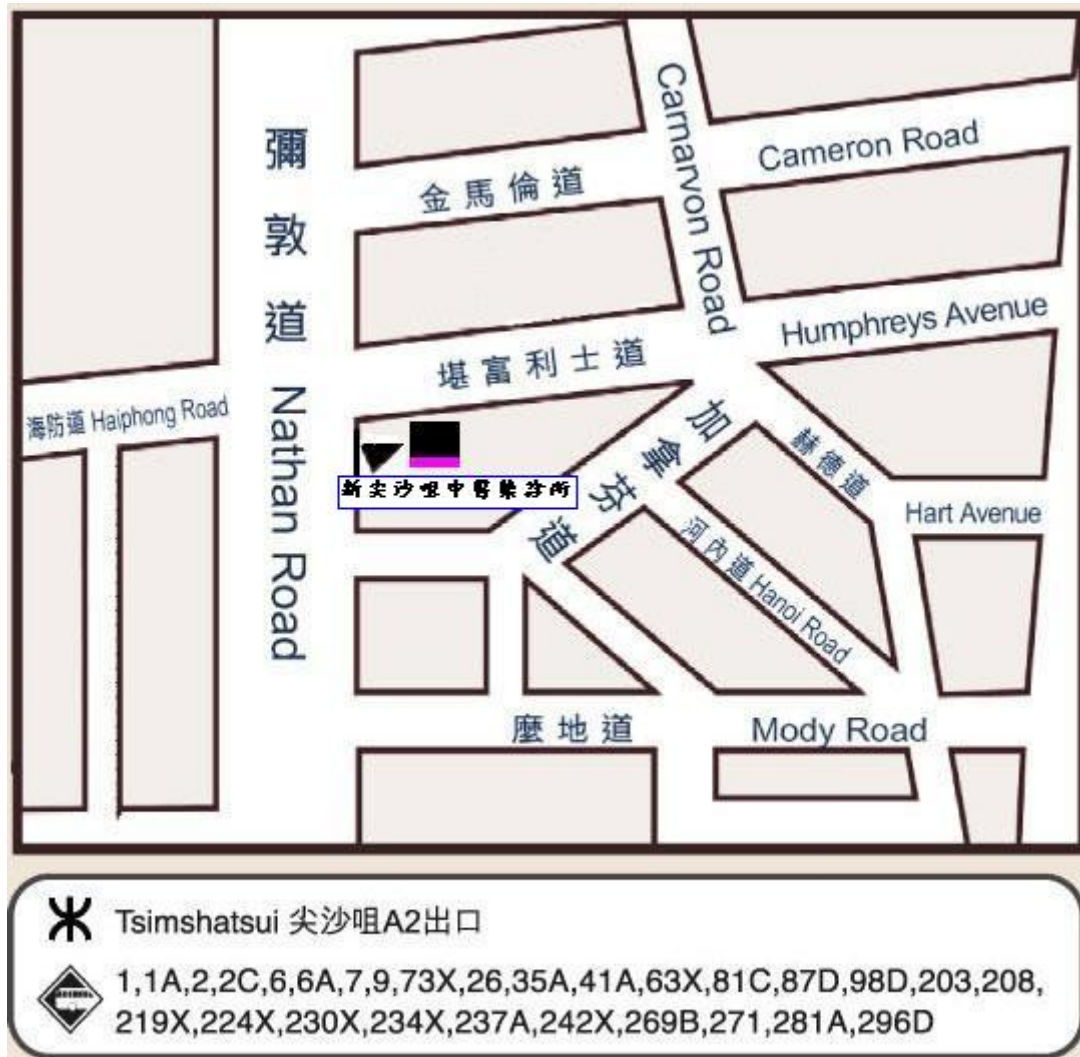 彌敦道 Nathan Road
Carnarvon Road
Cameron Road
金馬倫道
Humphreys Avenue
堪富利士道
海防道 Haiphong Road
加拿芬道
赫德道
Hart Avenue
新尖沙咀中醫藥診所
河內道 Hanoi Road
麼地道
Mody Road
Tsimshatsui 尖沙咀A2出口
1,1A,2,2C,6,6A,7,9,73X,26,35A,41A,63X,81C,87D,98D,203,208,
219X,224X,230X,234X,237A,242X,269B,271,281A,296D